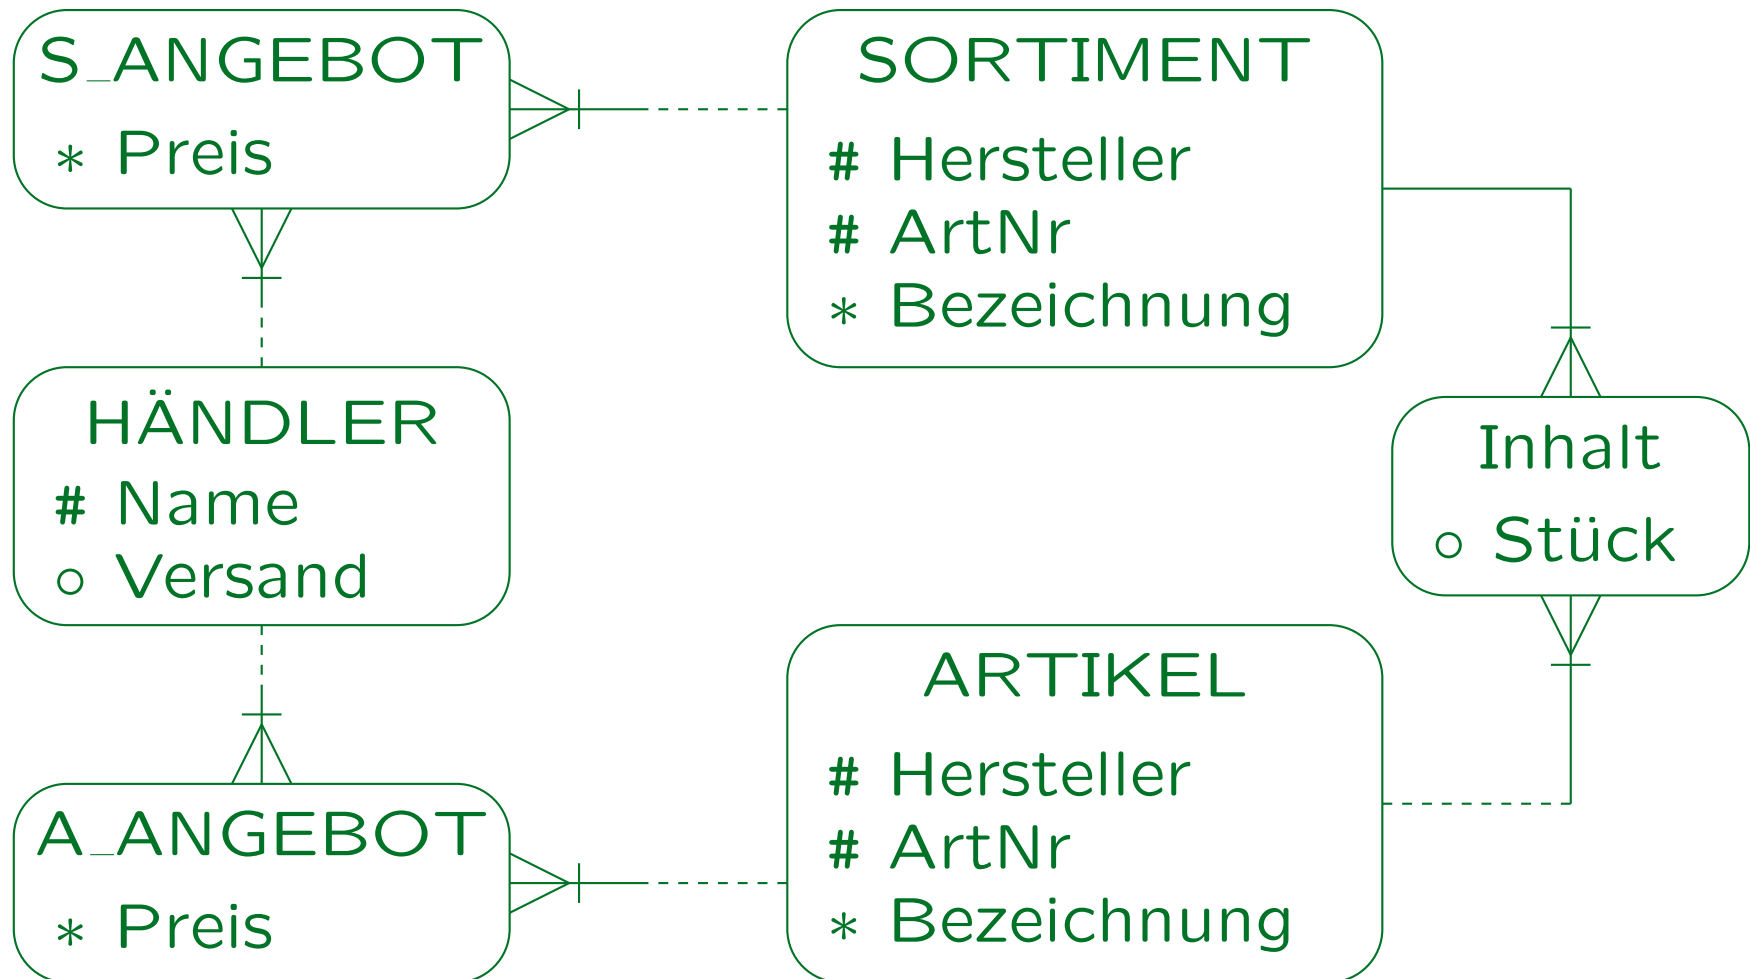 S_ANGEBOT
* Preis
SORTIMENT
# Hersteller
# ArtNr
* Bezeichnung
HÄNDLER
# Name
○ Versand
Inhalt
○ Stück
ARTIKEL
# Hersteller
# ArtNr
* Bezeichnung
A_ANGEBOT
* Preis